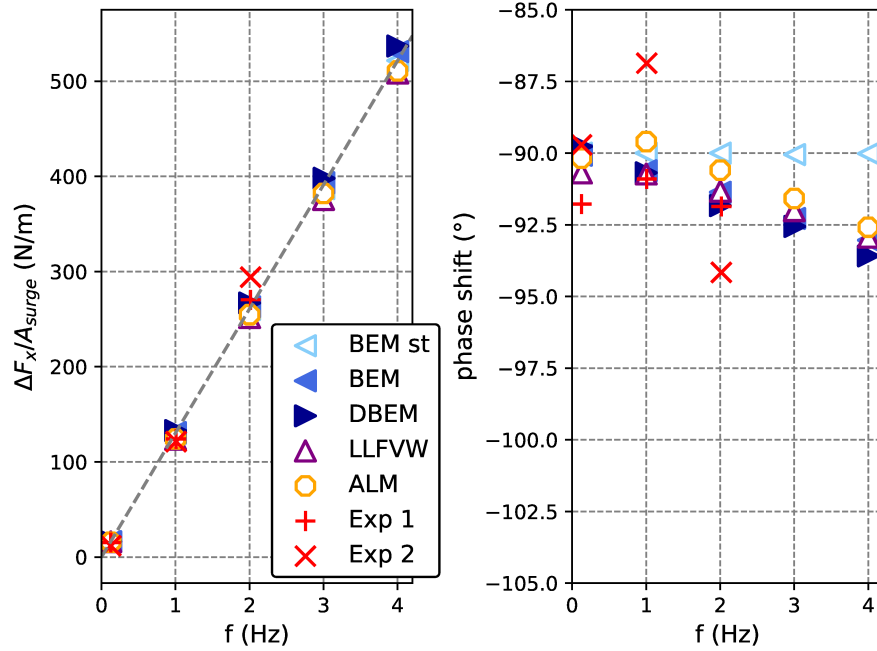 ΔF_x/A_surge (N/m)
500
400
300
200
100
0
0 1 2 3 4
f (Hz)
BEM st
BEM
DBEM
LLFVW
ALM
Exp 1
Exp 2
phase shift (°)
−85.0
−87.5
−90.0
−92.5
−95.0
−97.5
−100.0
−102.5
−105.0
0 1 2 3 4
f (Hz)